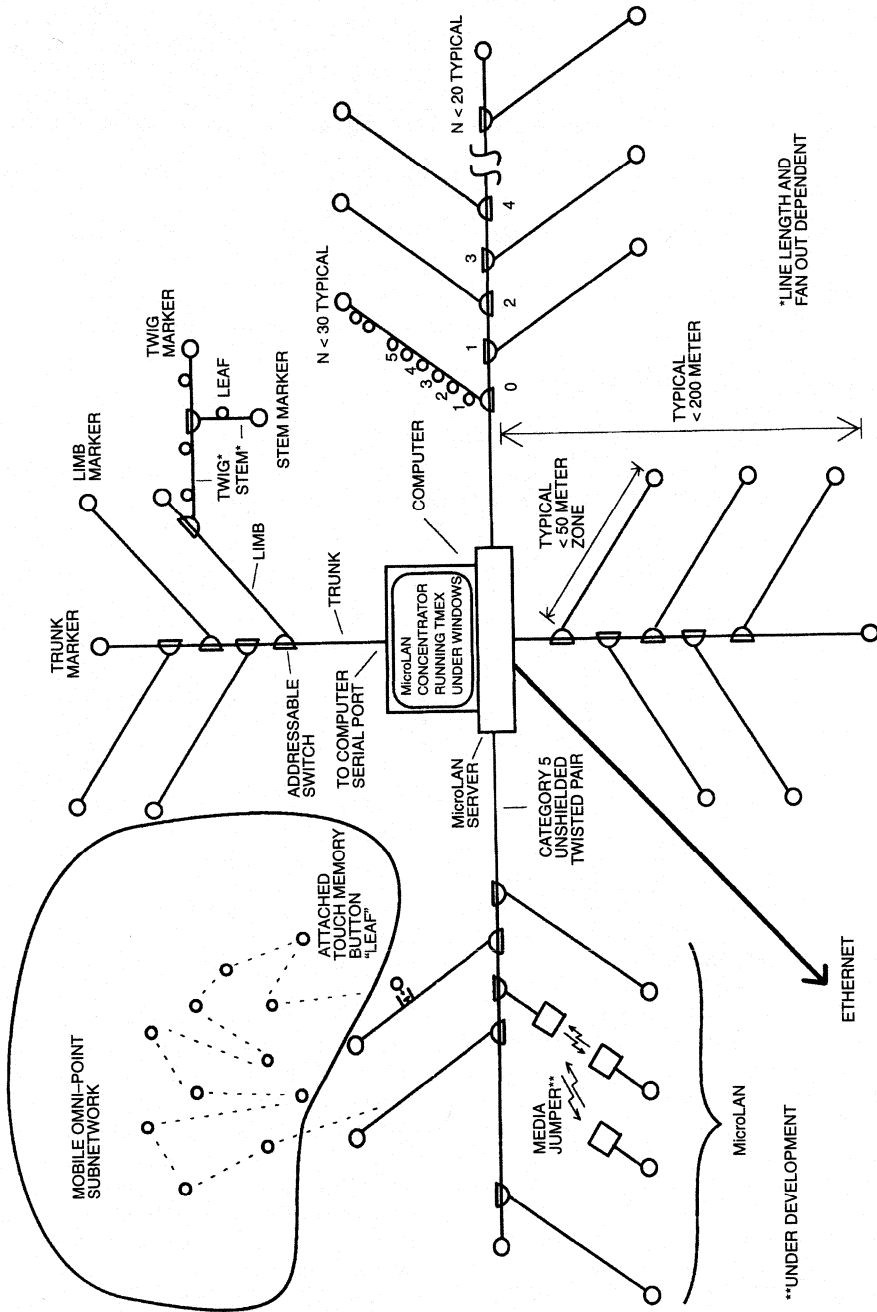 MOBILE OMNI–POINT
SUBNETWORK
ATTACHED
TOUCH MEMORY
BUTTON
“LEAF”
TRUNK
MARKER
LIMB
MARKER
TWIG
MARKER
LEAF
TWIG*
STEM*
STEM MARKER
LIMB
TRUNK
ADDRESSABLE
SWITCH
TO COMPUTER
SERIAL PORT
COMPUTER
MicroLAN
CONCENTRATOR
RUNNING TMEX
UNDER WINDOWS
MicroLAN
SERVER
CATEGORY 5
UNSHIELDED
TWISTED PAIR
N < 30 TYPICAL
1
2
3
4
5
N < 20 TYPICAL
0
1
2
3
4
MEDIA
JUMPER**
TYPICAL
< 50 METER
ZONE
TYPICAL
< 200 METER
MicroLAN
ETHERNET
**UNDER DEVELOPMENT
*LINE LENGTH AND
FAN OUT DEPENDENT